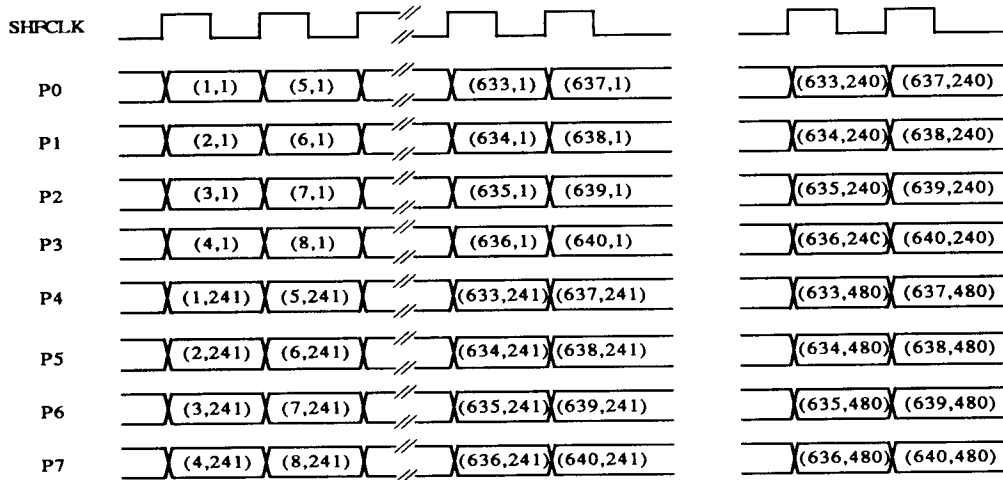 SHFCLK
P0 (1,1) (5,1) (633,1) (637,1) (633,240) (637,240)
P1 (2,1) (6,1) (634,1) (638,1) (634,240) (638,240)
P2 (3,1) (7,1) (635,1) (639,1) (635,240) (639,240)
P3 (4,1) (8,1) (636,1) (640,1) (636,240) (640,240)
P4 (1,241) (5,241) (633,241) (637,241) (633,480) (637,480)
P5 (2,241) (6,241) (634,241) (638,241) (634,480) (638,480)
P6 (3,241) (7,241) (635,241) (639,241) (635,480) (639,480)
P7 (4,241) (8,241) (636,241) (640,241) (636,480) (640,480)